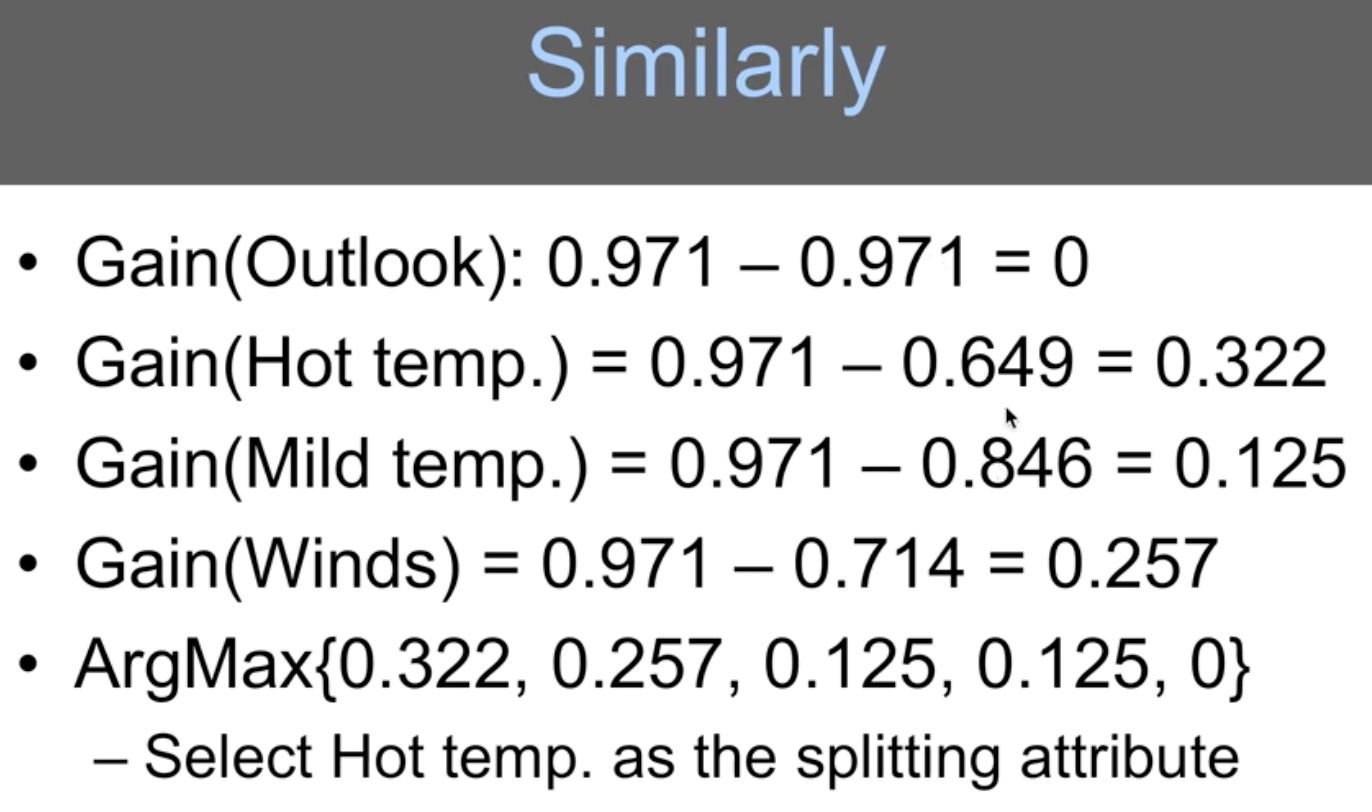 Similarly
• Gain(Outlook): 0.971 – 0.971 = 0
• Gain(Hot temp.) = 0.971 – 0.649 = 0.322
• Gain(Mild temp.) = 0.971 – 0.846 = 0.125
• Gain(Winds) = 0.971 – 0.714 = 0.257
• ArgMax{0.322, 0.257, 0.125, 0.125, 0}
– Select Hot temp. as the splitting attribute